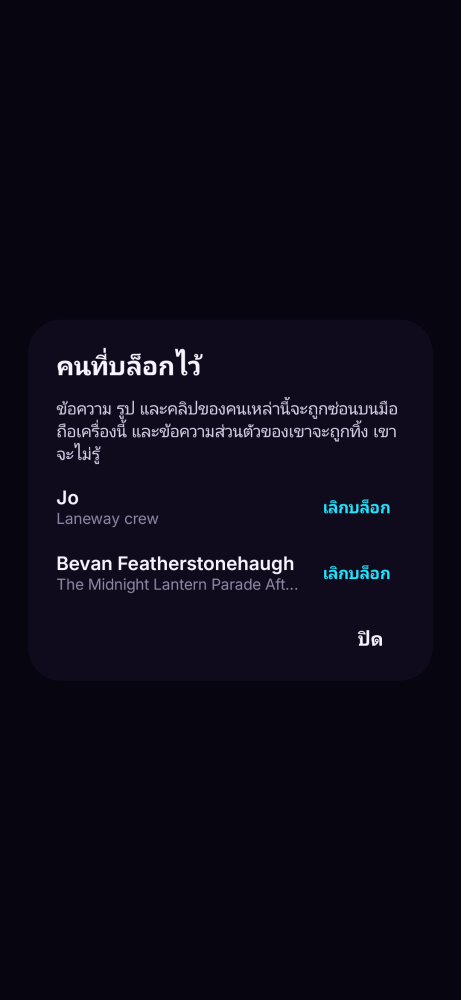 คนที่บล็อกไว้
ข้อความ รูป และคลิปของคนเหล่านี้จะถูกซ่อนบนมือ
ถือเครื่องนี้ และข้อความส่วนตัวของเขาจะถูกทิ้ง เขา
จะไม่รู้
Jo
Laneway crew
เลิกบล็อก
Bevan Featherstonehaugh
The Midnight Lantern Parade Aft...
เลิกบล็อก
ปิด